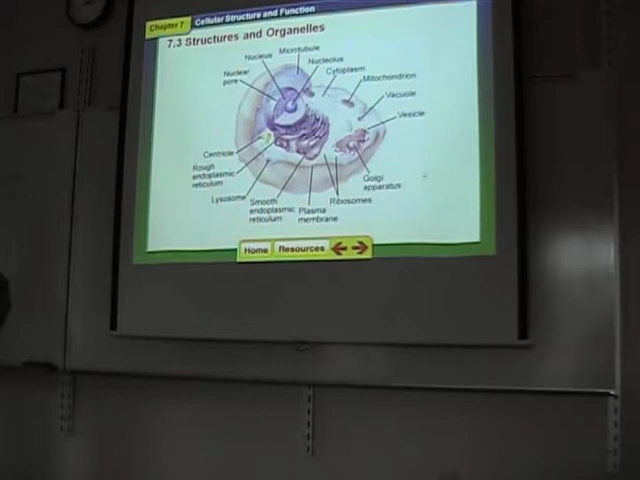 Chapter 7
Cellular Structure and Function
7.3 Structures and Organelles
Microtubule
Nucleus
Nucleolus
Nuclear
pore
Cytoplasm
Mitochondrion
Vacuole
Vesicle
Centriole
Rough
endoplasmic
reticulum
Golgi
apparatus
Lysosome
Smooth
endoplasmic
reticulum
Plasma
membrane
Ribosomes
Home
Resources